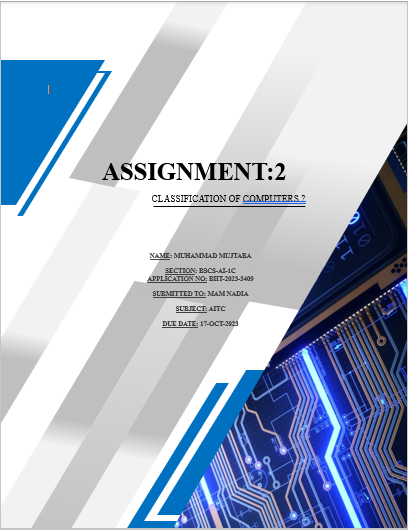 ASSIGNMENT:2
CLASSIFICATION OF COMPUTERS ?
NAME: MUHAMMAD MUJTABA
SECTION: BSCS-AI-1C
APPLICATION NO: BIIT-2023-3409
SUBMITTED TO: MAM NADIA
SUBJECT: AITC
DUE DATE: 17-OCT-2023